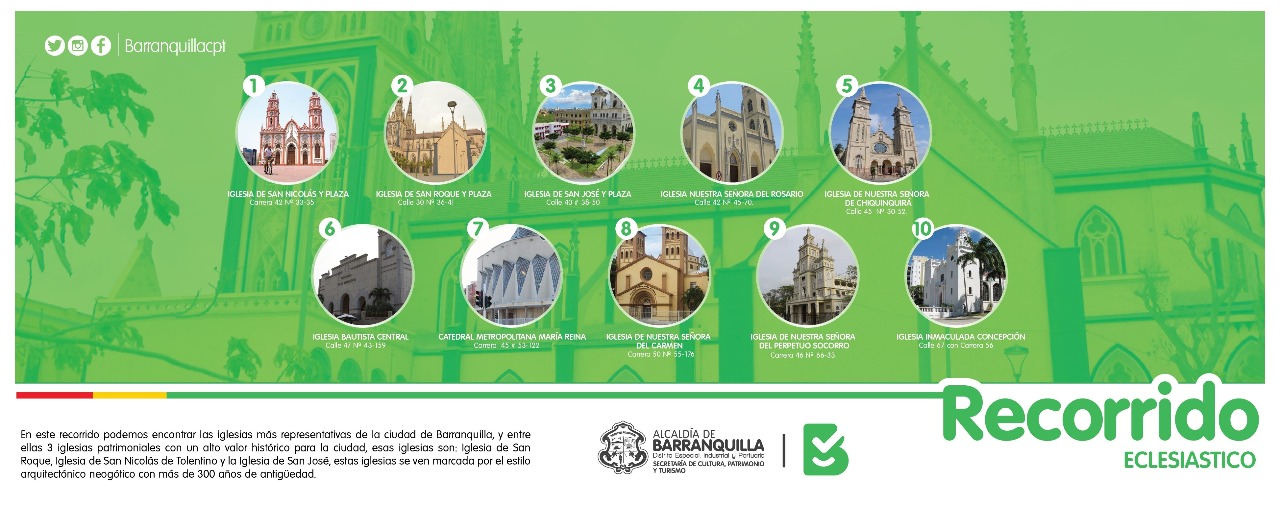 Barranquillacpt
1
2
3
4
5
IGLESIA DE SAN NICOLÁS Y PLAZA
Carrera 42 Nº 33-35
IGLESIA DE SAN ROQUE Y PLAZA
Calle 30 Nº 36-41
IGLESIA DE SAN JOSÉ Y PLAZA
Calle 40 # 38-50
IGLESIA NUESTRA SEÑORA DEL ROSARIO
Calle 42 Nº 45-70.
IGLESIA DE NUESTRA SEÑORA
DE CHIQUINQUIRÁ
Calle 45 Nº 30-52.
6
7
8
9
10
IGLESIA BAUTISTA CENTRAL
Calle 47 Nº 43-159
CATEDRAL METROPOLITANA MARÍA REINA
Carrera 45 # 53-122
IGLESIA DE NUESTRA SEÑORA
DEL CARMEN
Carrera 50 Nº 55-176
IGLESIA DE NUESTRA SEÑORA
DEL PERPETUO SOCORRO
Carrera 46 Nº 66-33
IGLESIA INMACULADA CONCEPCIÓN
Calle 67 con Carrera 56
Recorrido
ECLESIASTICO
En este recorrido podemos encontrar las Iglesias más representativas de la ciudad de Barranquilla, y entre
ellas 3 iglesias patrimoniales con un alto valor histórico para la ciudad, esas iglesias son: Iglesia de San
Roque, Iglesia de San Nicolás de Tolentino y la Iglesia de San José, estas iglesias se ven marcada por el estilo
arquitectónico neogótico con más de 300 años de antigüedad.
ALCALDÍA DE
BARRANQUILLA
Distrito Especial, Industrial y Portuario
SECRETARÍA DE CULTURA, PATRIMONIO
Y TURISMO